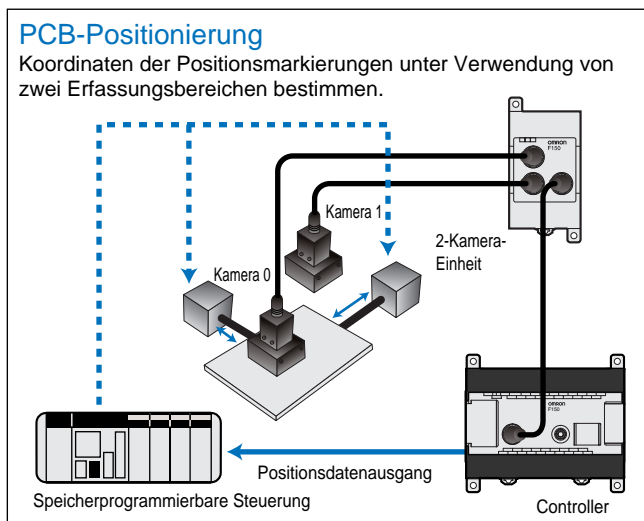 PCB-Positionierung
Koordinaten der Positionsmarkierungen unter Verwendung von
zwei Erfassungsbereichen bestimmen.
OMRON
F150
Kamera 1
2-Kamera-
Einheit
Kamera 0
OMRON
F150
Positionsdatenausgang
Speicherprogrammierbare Steuerung
Controller